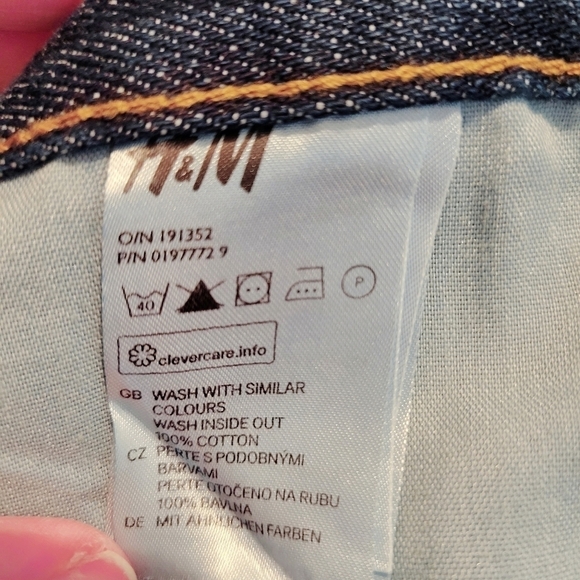 H&M
O/N 191352
P/N 0197772 9
40 P
clevercare.info
GB WASH WITH SIMILAR
COLOURS
WASH INSIDE OUT
100% COTTON
CZ PERTE S PODOBNÝMI
BARVAMI
PERTE OTOČENO NA RUBU
100% BAVLNA
DE MIT ÄHNLICHEN FARBEN